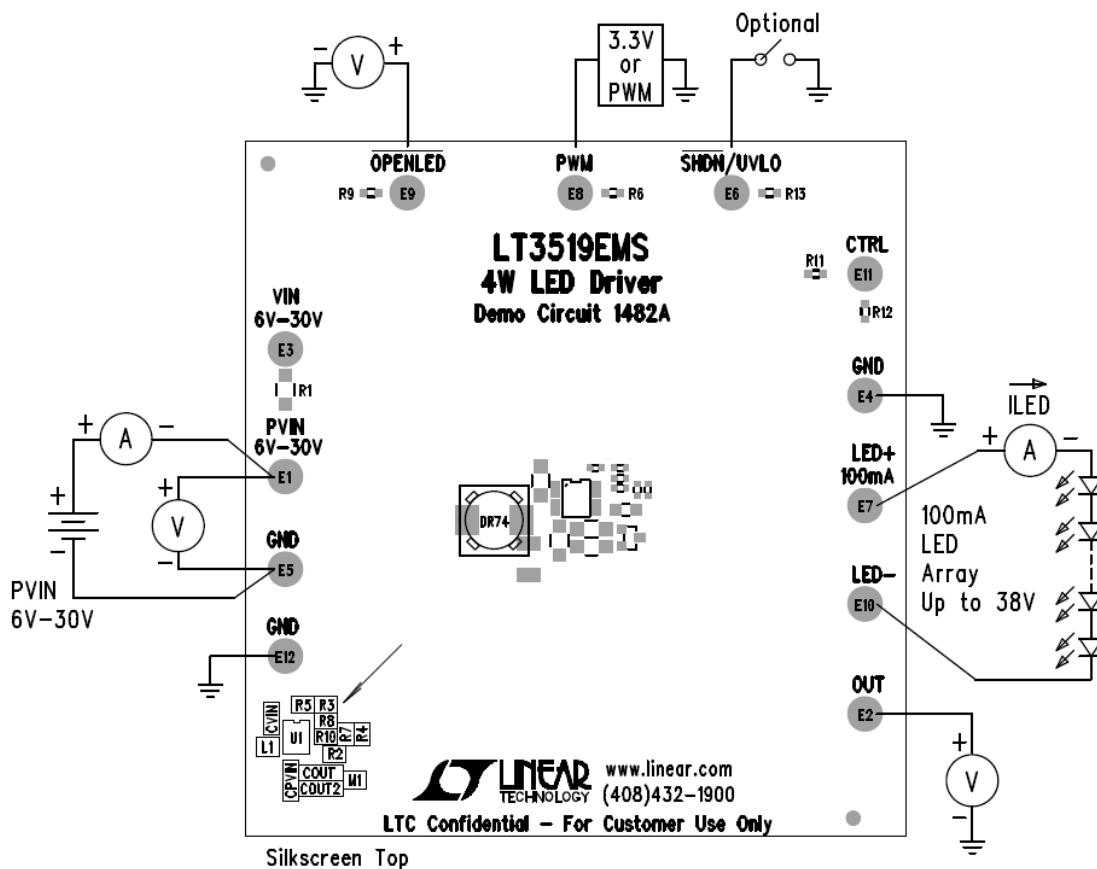 Optional
3.3V
or
PWM
- +
V
OPENLED
PWM
SHDN/UVLO
R9
E9
E8
R6
E6
R13
LT3519EMS
4W LED Driver
Demo Circuit 1482A
CTRL
R11
E11
R12
VIN
6V-30V
E3
R1
GND
E4
ILED
PVIN
6V-30V
+ A -
E1
LED+
100mA
E7
+ A -
+
V
-
+
-
DR74
100mA
LED
Array
Up to 38V
GND
E5
PVIN
6V-30V
LED-
E10
GND
E12
OUT
E2
CVIN
R5
R3
R8
U1
R10
R7
R4
L1
R2
CPVIN
COUT
COUT2
M1
+
V
-
LINEAR
TECHNOLOGY
www.linear.com
(408)432-1900
LTC Confidential - For Customer Use Only
Silkscreen Top